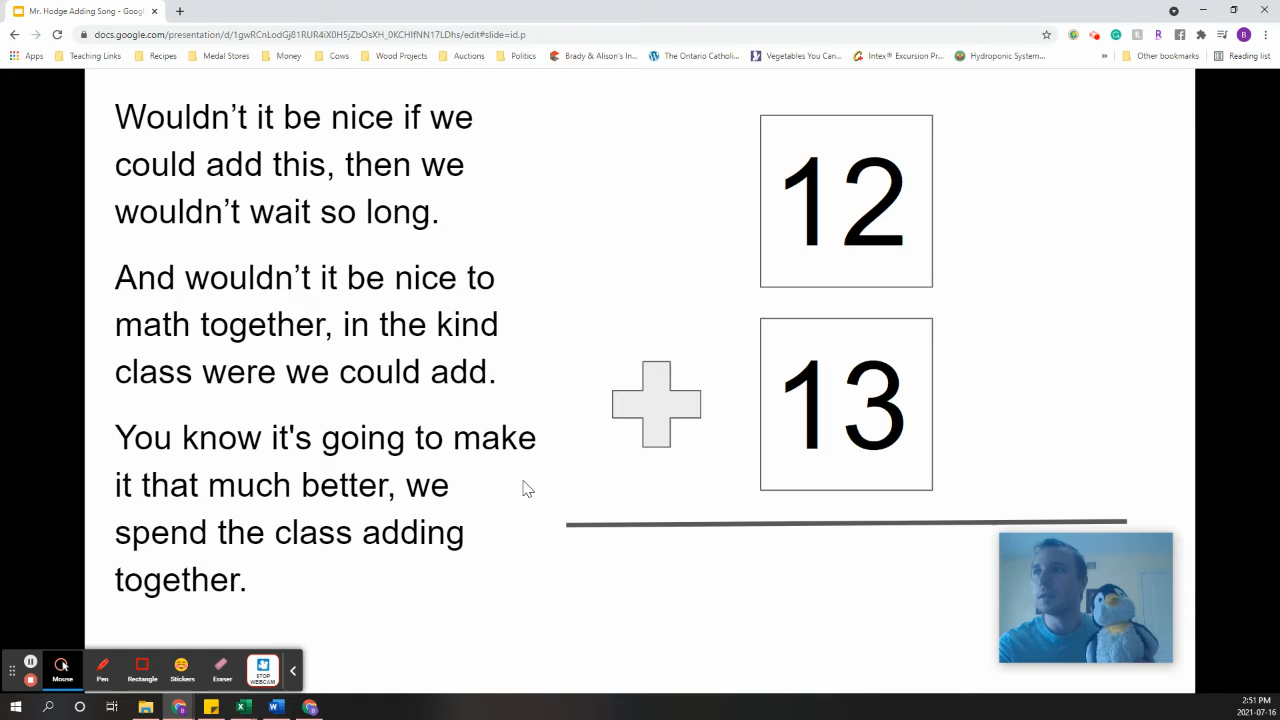 Mr. Hodge Adding Song - Googl
docs.google.com/presentation/d/1gwRCnLodGj81RUR4iX0H5jZbOsXH_0KCHIfNN17LDhs/edit#slide=id.p
Apps Teaching Links Recipes Medal Stores Money Cows Wood Projects Auctions Politics Brady & Alison's In... The Ontario Catholi... Vegetables You Can... Intex® Excursion Pr... Hydroponic System... » Other bookmarks Reading list
Wouldn't it be nice if we
could add this, then we
wouldn't wait so long.
And wouldn't it be nice to
math together, in the kind
class were we could add.
You know it's going to make
it that much better, we
spend the class adding
together.
12
13
Mouse Pen Rectangle Stickers Eraser STOP WEBCAM
2:51 PM
2021-07-16